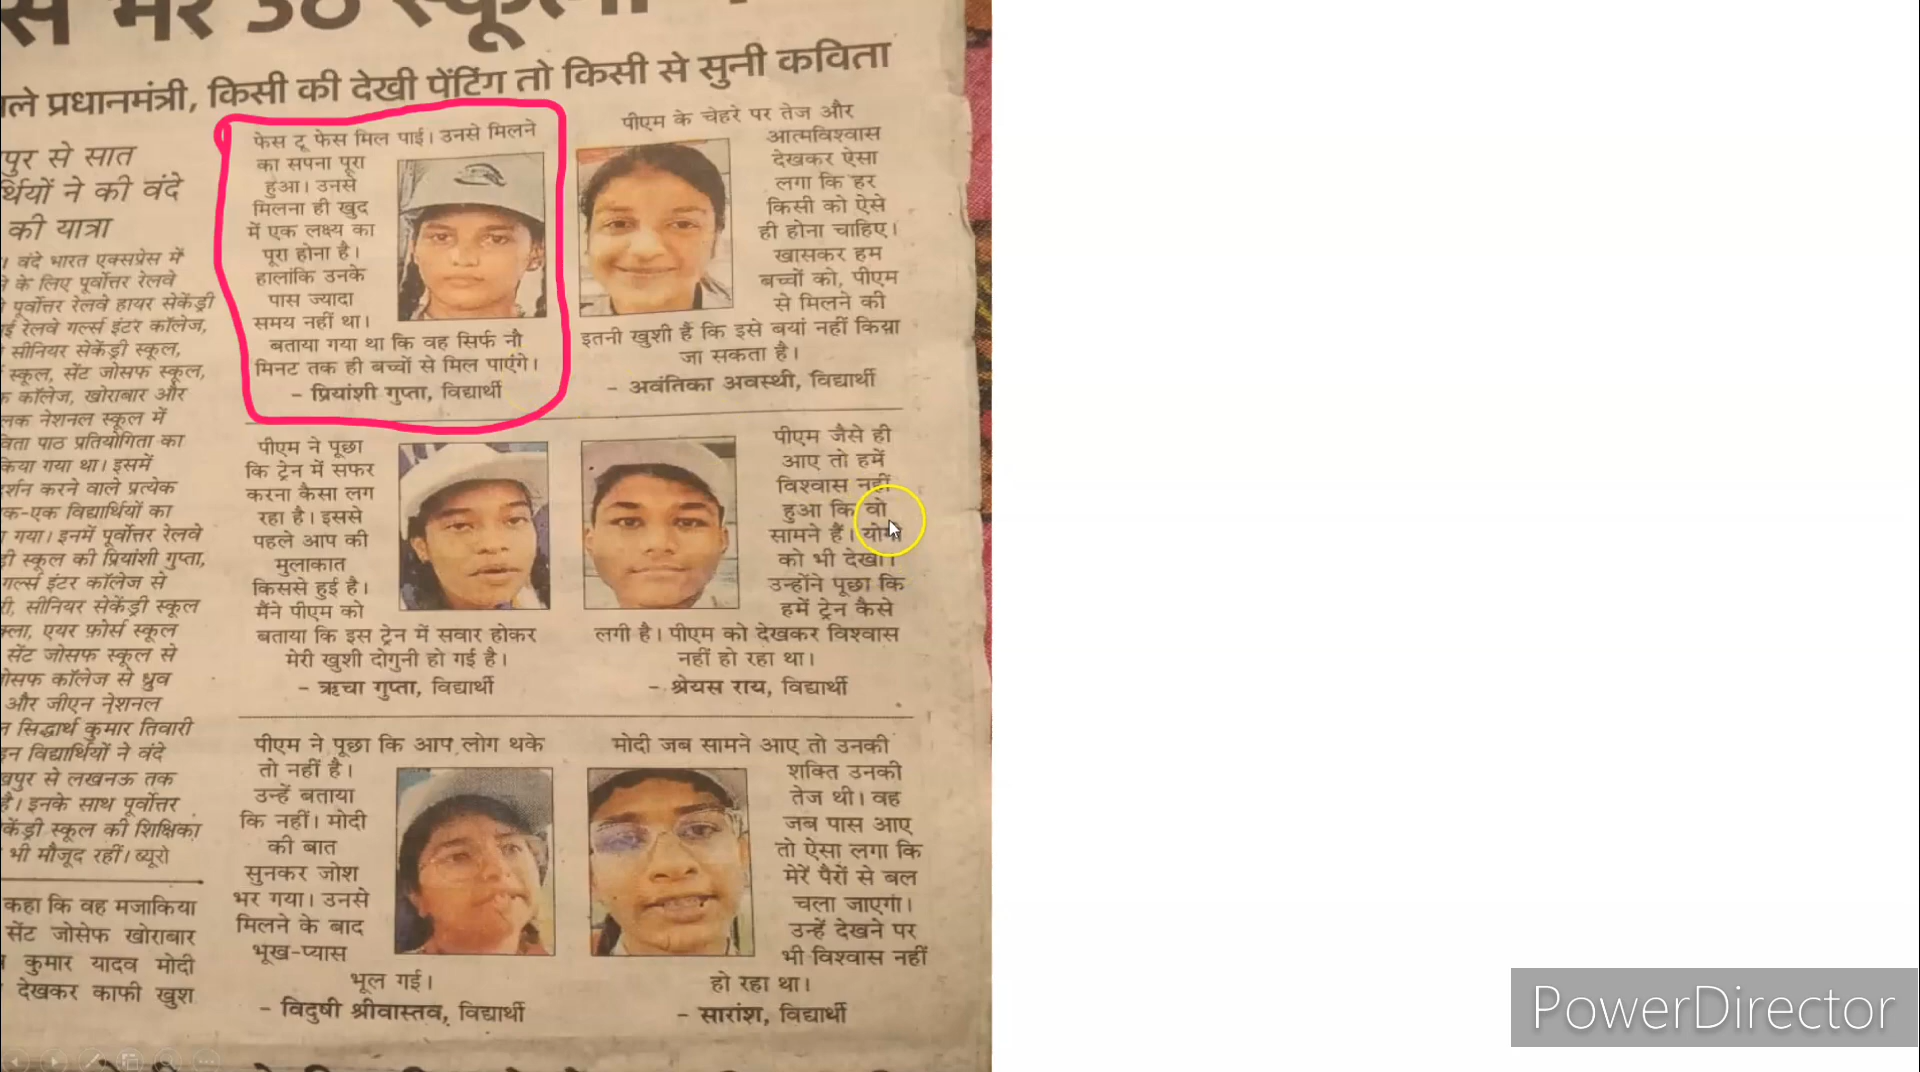 से भरे 30 स्कूलों
ले प्रधानमंत्री, किसी की देखी पेंटिंग तो किसी से सुनी कविता
पुर से सात
र्थियों ने की वंदे
की यात्रा
। वंदे भारत एक्सप्रेस में
के लिए पूर्वोत्तर रेलवे
पूर्वोत्तर रेलवे हायर सेकेंड्री
ई रेलवे गर्ल्स इंटर कॉलेज,
सीनियर सेकेंड्री स्कूल,
स्कूल, सेंट जोसफ स्कूल,
कॉलेज, खोराबार और
लक नेशनल स्कूल में
विता पाठ प्रतियोगिता का
किया गया था। इसमें
दर्शन करने वाले प्रत्येक
क-एक विद्यार्थियों का
गया। इनमें पूर्वोत्तर रेलवे
ड्री स्कूल की प्रियांशी गुप्ता,
गर्ल्स इंटर कॉलेज से
री, सीनियर सेकेंड्री स्कूल
क्ला, एयर फ़ोर्स स्कूल
सेंट जोसफ स्कूल से
जोसफ कॉलेज से ध्रुव
और जीएन नेशनल
सिद्धार्थ कुमार तिवारी
इन विद्यार्थियों ने वंदे
खपुर से लखनऊ तक
है। इनके साथ पूर्वोत्तर
केंड्री स्कूल की शिक्षिका
भी मौजूद रहीं। ब्यूरो
कहा कि वह मजाकिया
सेंट जोसेफ खोराबार
कुमार यादव मोदी
देखकर काफी खुश
फेस टू फेस मिल पाई। उनसे मिलने
का सपना पूरा
हुआ। उनसे
मिलना ही खुद
में एक लक्ष्य का
पूरा होना है।
हालांकि उनके
पास ज्यादा
समय नहीं था।
बताया गया था कि वह सिर्फ नौ
मिनट तक ही बच्चों से मिल पाएंगे।
- प्रियांशी गुप्ता, विद्यार्थी
पीएम के चेहरे पर तेज और
आत्मविश्वास
देखकर ऐसा
लगा कि हर
किसी को ऐसे
ही होना चाहिए।
खासकर हम
बच्चों को, पीएम
से मिलने की
इतनी खुशी हैं कि इसे बयां नहीं किया
जा सकता है।
- अवंतिका अवस्थी, विद्यार्थी
पीएम ने पूछा
कि ट्रेन में सफर
करना कैसा लग
रहा है। इससे
पहले आप की
मुलाकात
किससे हुई है।
मैंने पीएम को
बताया कि इस ट्रेन में सवार होकर
मेरी खुशी दोगुनी हो गई है।
- ऋचा गुप्ता, विद्यार्थी
पीएम जैसे ही
आए तो हमें
विश्वास नहीं
हुआ कि वो
सामने हैं। योगी
को भी देखा।
उन्होंने पूछा कि
हमें ट्रेन कैसे
लगी है। पीएम को देखकर विश्वास
नहीं हो रहा था।
- श्रेयस राय, विद्यार्थी
पीएम ने पूछा कि आप लोग थके
तो नहीं है।
उन्हें बताया
कि नहीं। मोदी
की बात
सुनकर जोश
भर गया। उनसे
मिलने के बाद
भूख-प्यास
भूल गई।
- विदुषी श्रीवास्तव, विद्यार्थी
मोदी जब सामने आए तो उनकी
शक्ति उनकी
तेज थी। वह
जब पास आए
तो ऐसा लगा कि
मेरें पैरों से बल
चला जाएगा।
उन्हें देखने पर
भी विश्वास नहीं
हो रहा था।
- सारांश, विद्यार्थी
PowerDirector